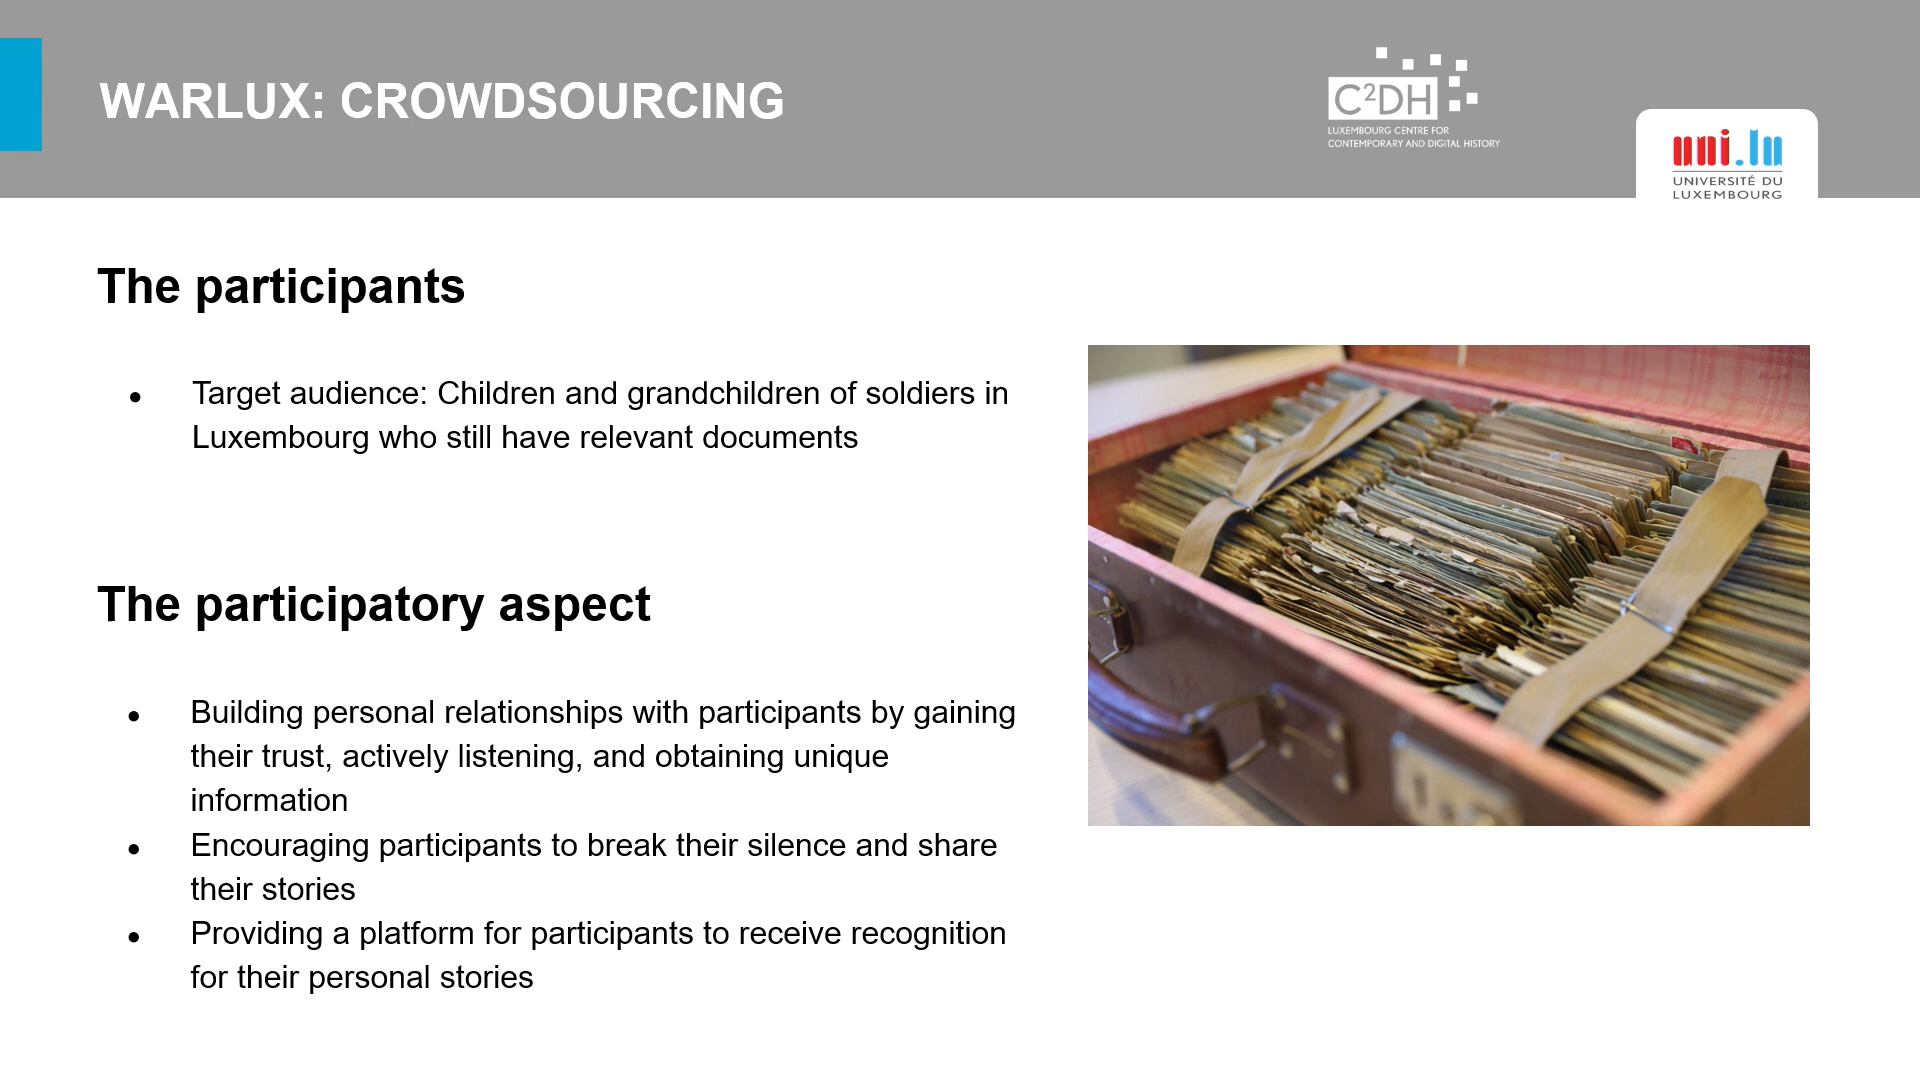 WARLUX: CROWDSOURCING
C²DH
LUXEMBOURG CENTRE FOR
CONTEMPORARY AND DIGITAL HISTORY
uni.lu
UNIVERSITÉ DU
LUXEMBOURG
The participants
● Target audience: Children and grandchildren of soldiers in
Luxembourg who still have relevant documents
The participatory aspect
● Building personal relationships with participants by gaining
their trust, actively listening, and obtaining unique
information
● Encouraging participants to break their silence and share
their stories
● Providing a platform for participants to receive recognition
for their personal stories